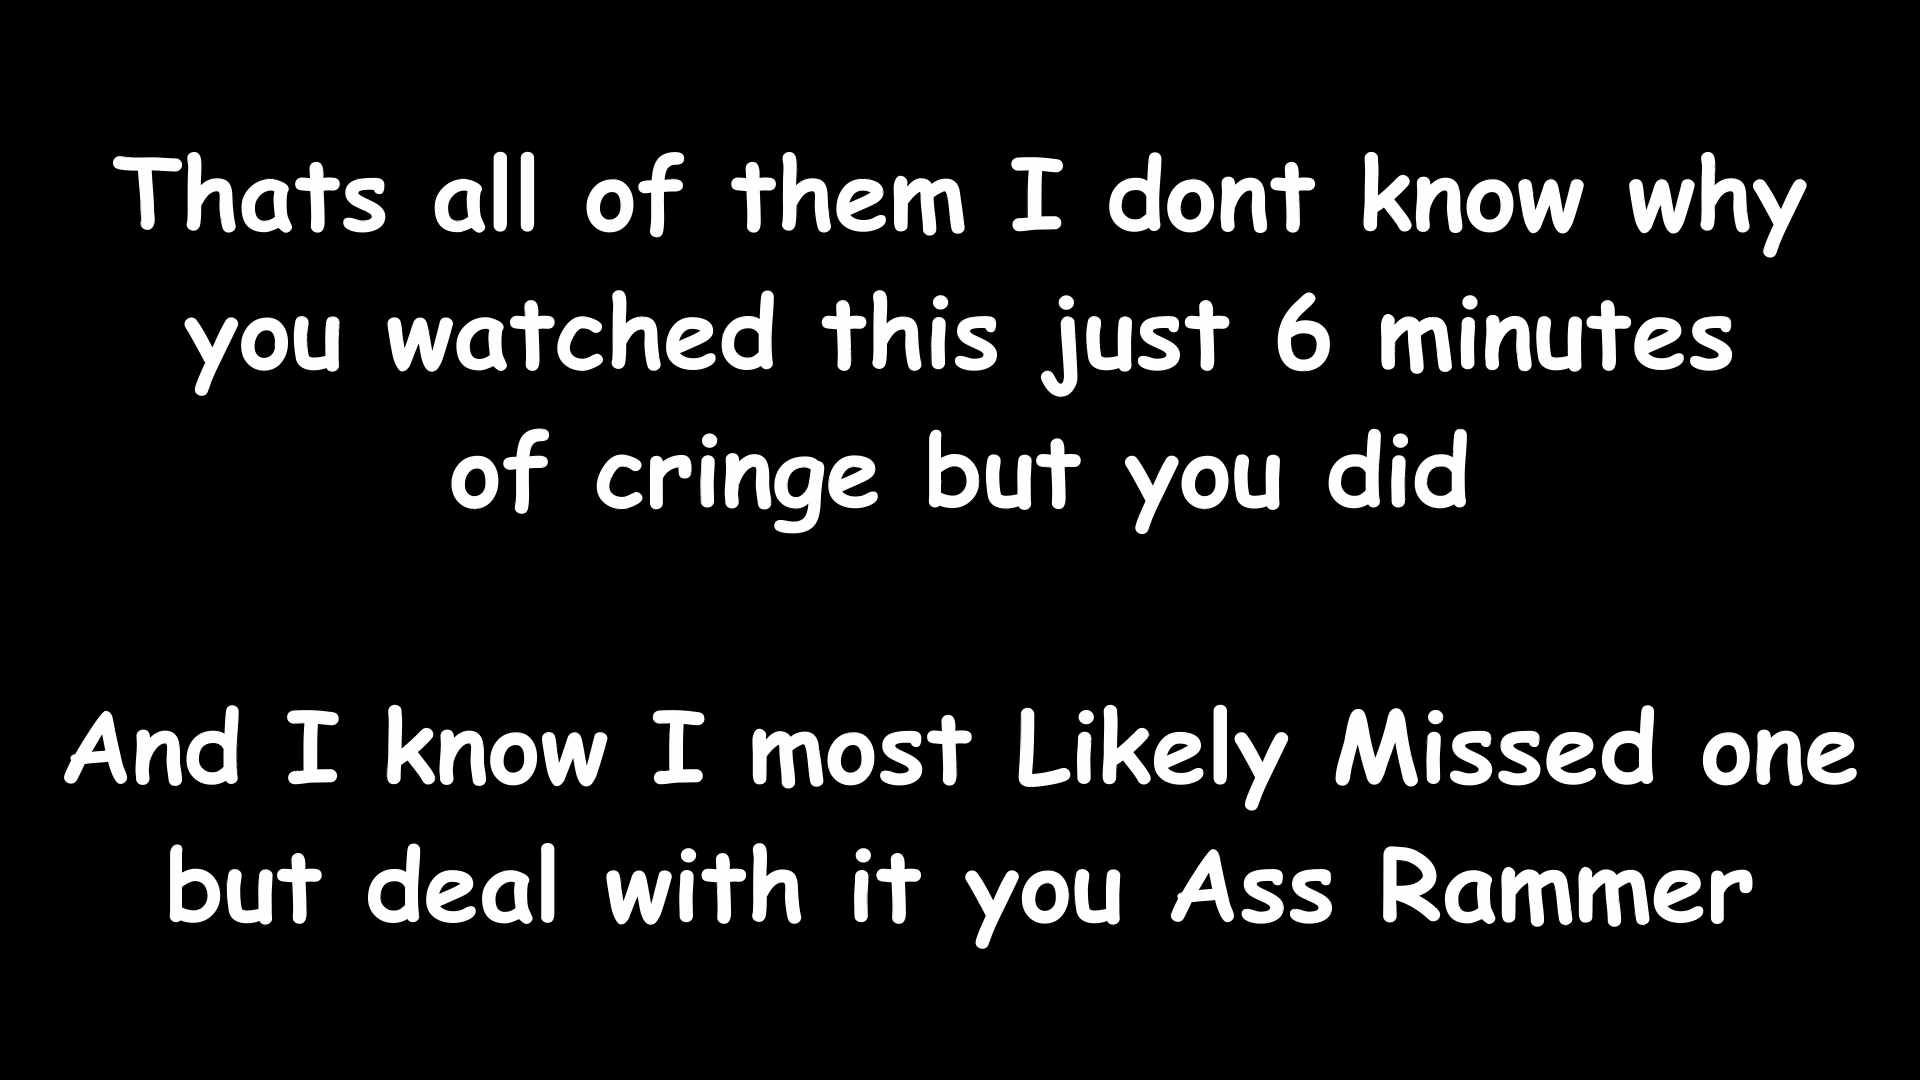 Thats all of them I dont know why
you watched this just 6 minutes
of cringe but you did
And I know I most Likely Missed one
but deal with it you Ass Rammer